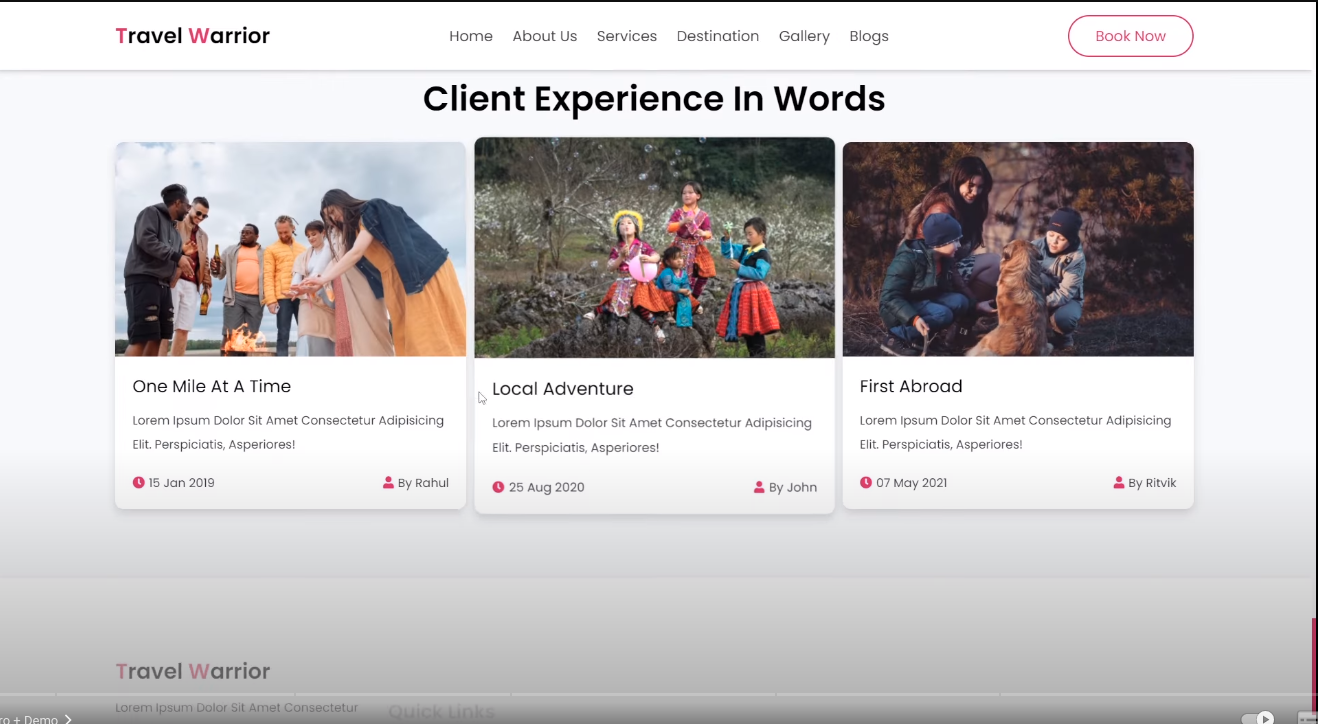 Travel Warrior
Home About Us Services Destination Gallery Blogs
Book Now
Client Experience In Words
One Mile At A Time
Lorem Ipsum Dolor Sit Amet Consectetur Adipisicing
Elit. Perspiciatis, Asperiores!
15 Jan 2019 By Rahul
Local Adventure
Lorem Ipsum Dolor Sit Amet Consectetur Adipisicing
Elit. Perspiciatis, Asperiores!
25 Aug 2020 By John
First Abroad
Lorem Ipsum Dolor Sit Amet Consectetur Adipisicing
Elit. Perspiciatis, Asperiores!
07 May 2021 By Ritvik
Travel Warrior
Lorem Ipsum Dolor Sit Amet Consectetur
Quick Links
+ Demo